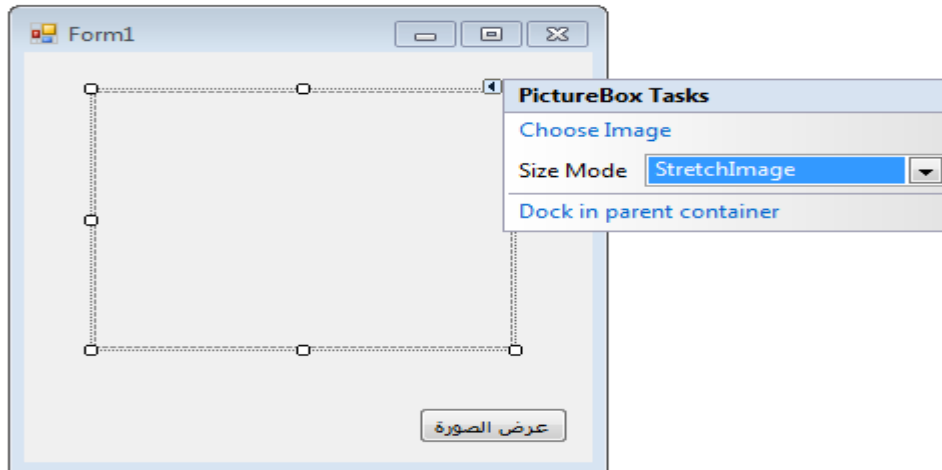 Form1
PictureBox Tasks
Choose Image
Size Mode StretchImage
Dock in parent container
عرض الصورة